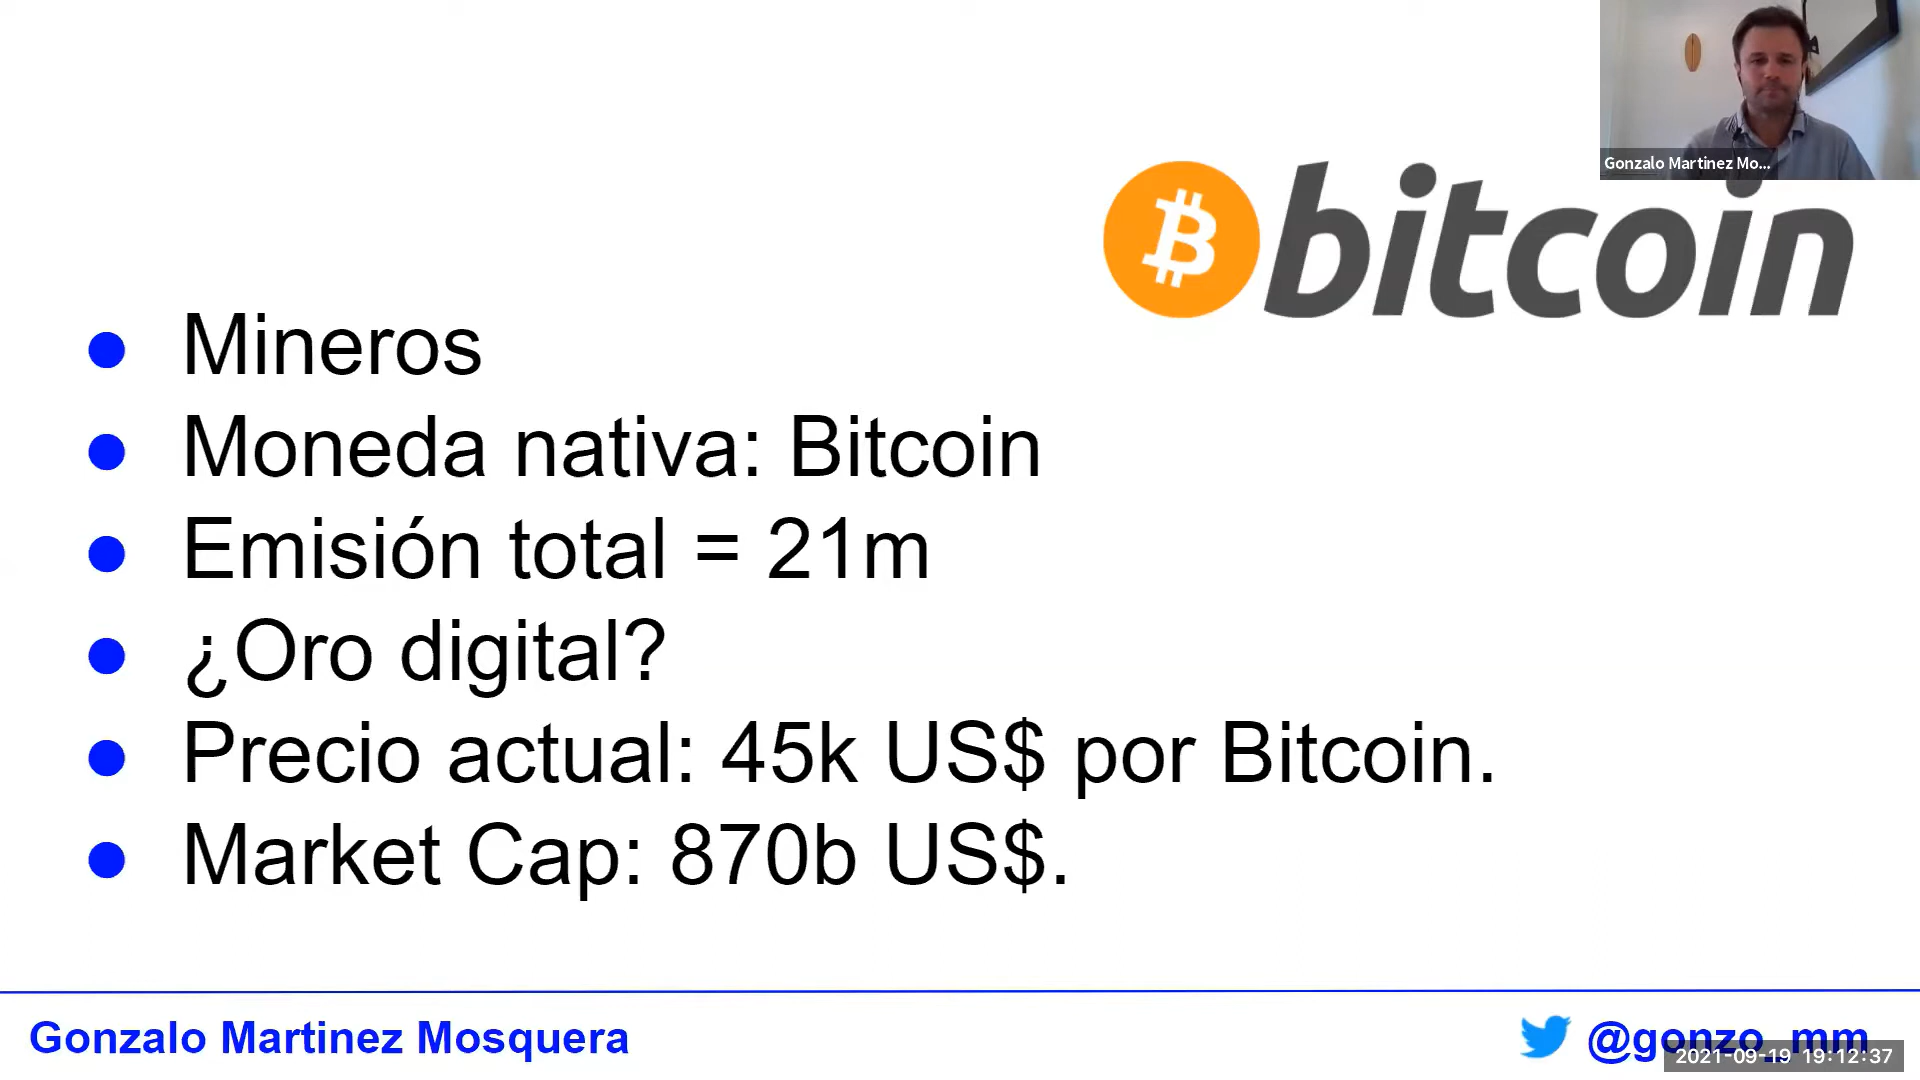 Gonzalo Martinez Mo...
bitcoin
Mineros
Moneda nativa: Bitcoin
Emisión total = 21m
¿Oro digital?
Precio actual: 45k US$ por Bitcoin.
Market Cap: 870b US$.
Gonzalo Martinez Mosquera
@gonzo_mm
2021-09-19 19:12:37